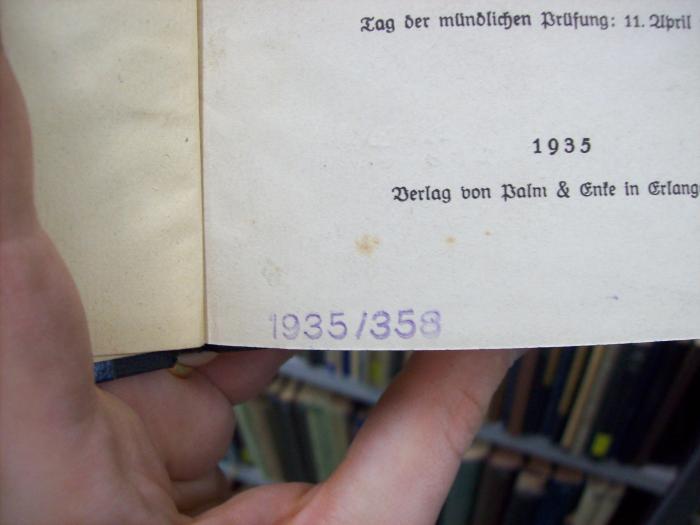 Tag der mündlichen Prüfung: 11. April
1935
Verlag von Palm & Enke in Erlang
1935/358